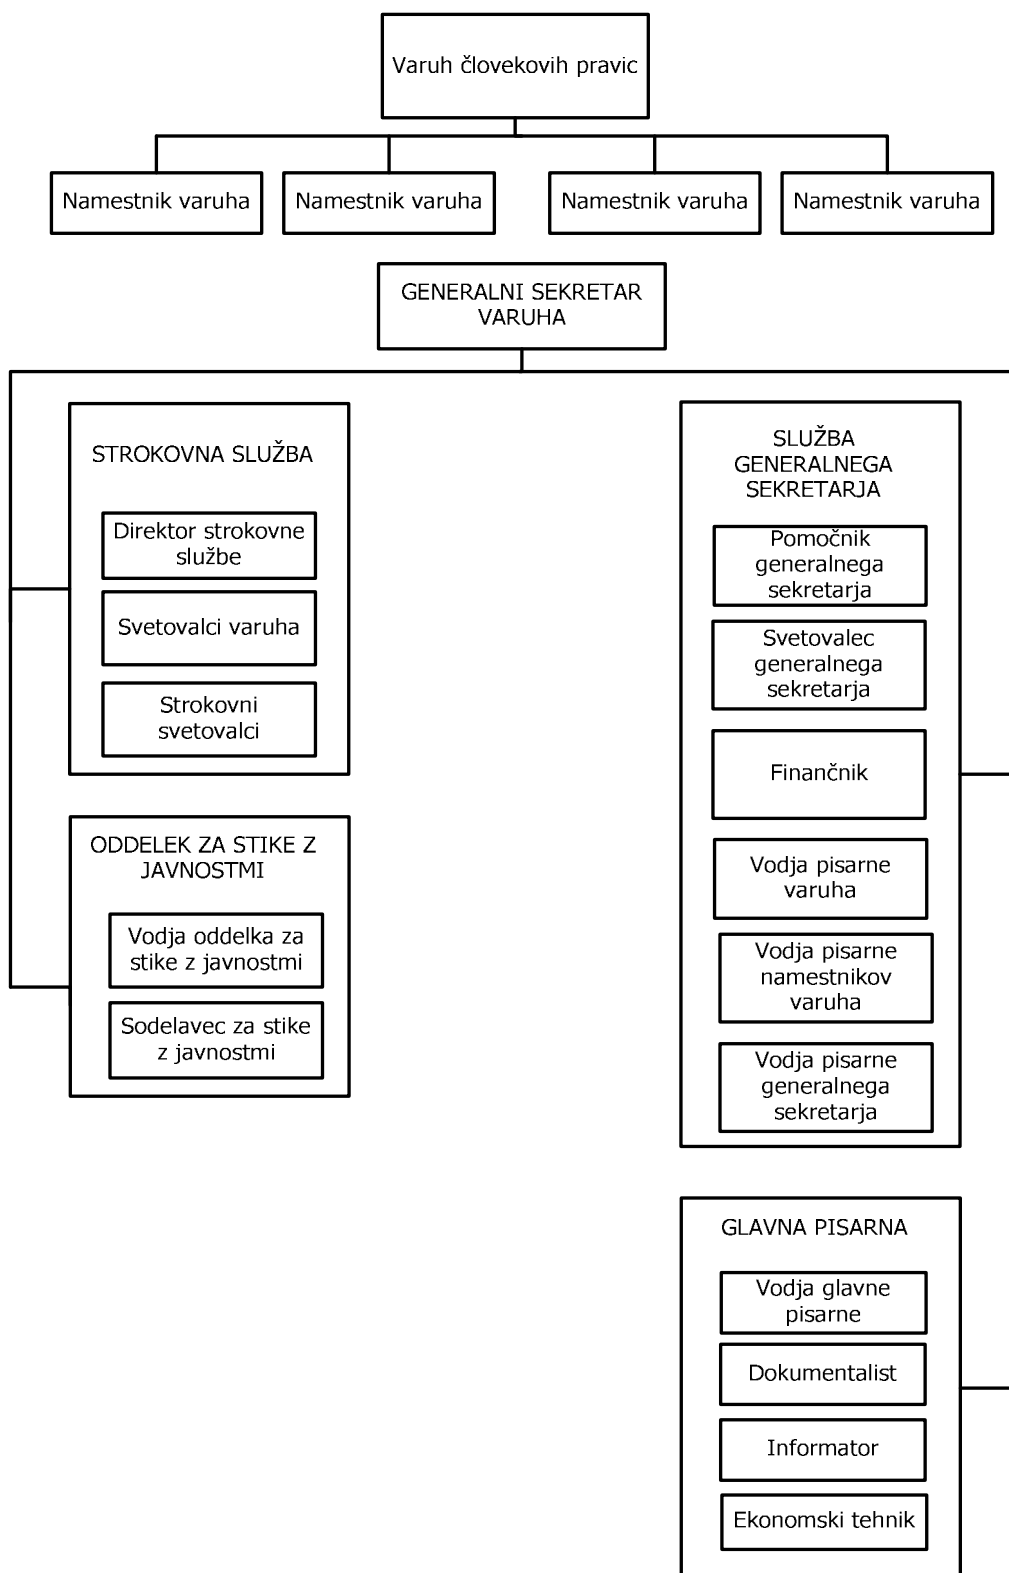 Varuh človekovih pravic
Namestnik varuha
Namestnik varuha
Namestnik varuha
Namestnik varuha
GENERALNI SEKRETAR
VARUHA
STROKOVNA SLUŽBA
Direktor strokovne
službe
Svetovalci varuha
Strokovni
svetovalci
ODDELEK ZA STIKE Z
JAVNOSTMI
Vodja oddelka za
stike z javnostmi
Sodelavec za stike
z javnostmi
SLUŽBA
GENERALNEGA
SEKRETARJA
Pomočnik
generalnega
sekretarja
Svetovalec
generalnega
sekretarja
Finančnik
Vodja pisarne
varuha
Vodja pisarne
namestnikov
varuha
Vodja pisarne
generalnega
sekretarja
GLAVNA PISARNA
Vodja glavne
pisarne
Dokumentalist
Informator
Ekonomski tehnik